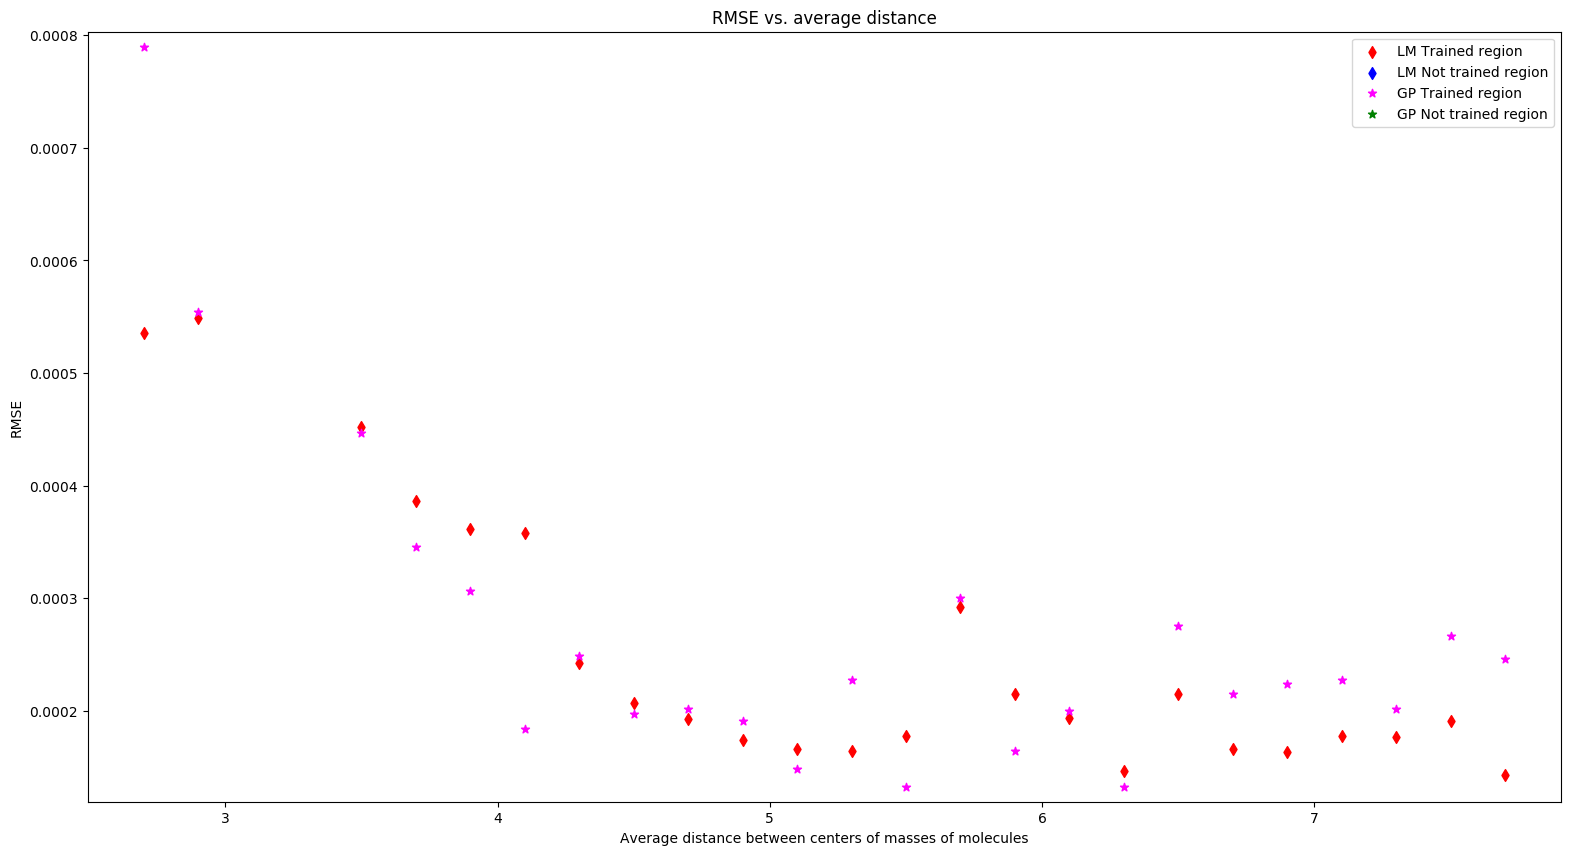 RMSE vs. average distance
LM Trained region
LM Not trained region
GP Trained region
GP Not trained region
0.0008
0.0007
0.0006
0.0005
0.0004
0.0003
0.0002
RMSE
3 4 5 6 7
Average distance between centers of masses of molecules